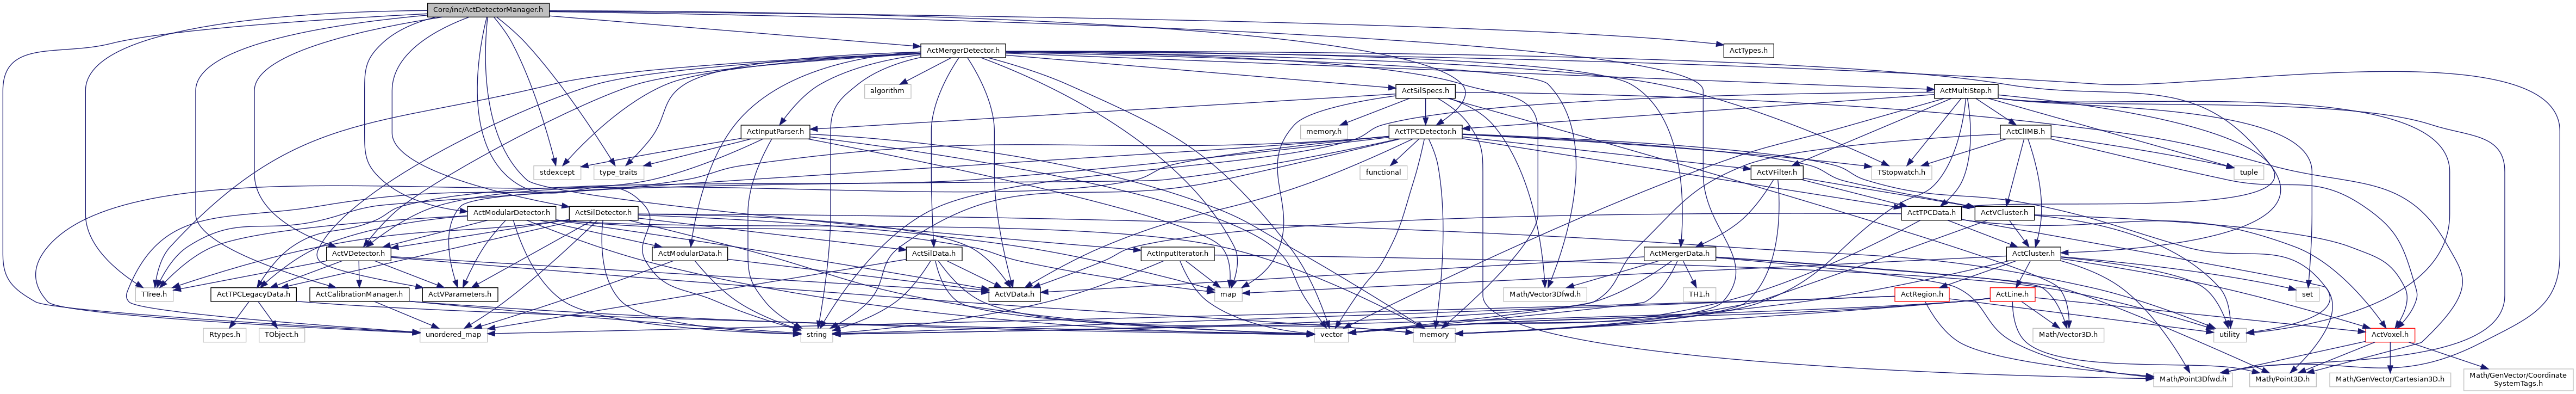 Core/inc/ActDetectorManager.h
ActMergerDetector.h
ActTypes.h
algorithm
ActSilSpecs.h
ActMultiStep.h
ActInputParser.h
memory.h
ActTPCDetector.h
ActClIMB.h
stdexcept
type_traits
functional
ActVFilter.h
TStopwatch.h
tuple
ActModularDetector.h
ActSilDetector.h
ActTPCData.h
ActVCluster.h
ActVDetector.h
ActModularData.h
ActSilData.h
ActInputIterator.h
ActMergerData.h
ActCluster.h
TTree.h
ActTPCLegacyData.h
ActCalibrationManager.h
ActVParameters.h
ActVData.h
map
Math/Vector3Dfwd.h
TH1.h
ActRegion.h
ActLine.h
set
Rtypes.h
TObject.h
unordered_map
string
vector
memory
Math/Vector3D.h
utility
ActVoxel.h
Math/Point3Dfwd.h
Math/Point3D.h
Math/GenVector/Cartesian3D.h
Math/GenVector/Coordinate
SystemTags.h